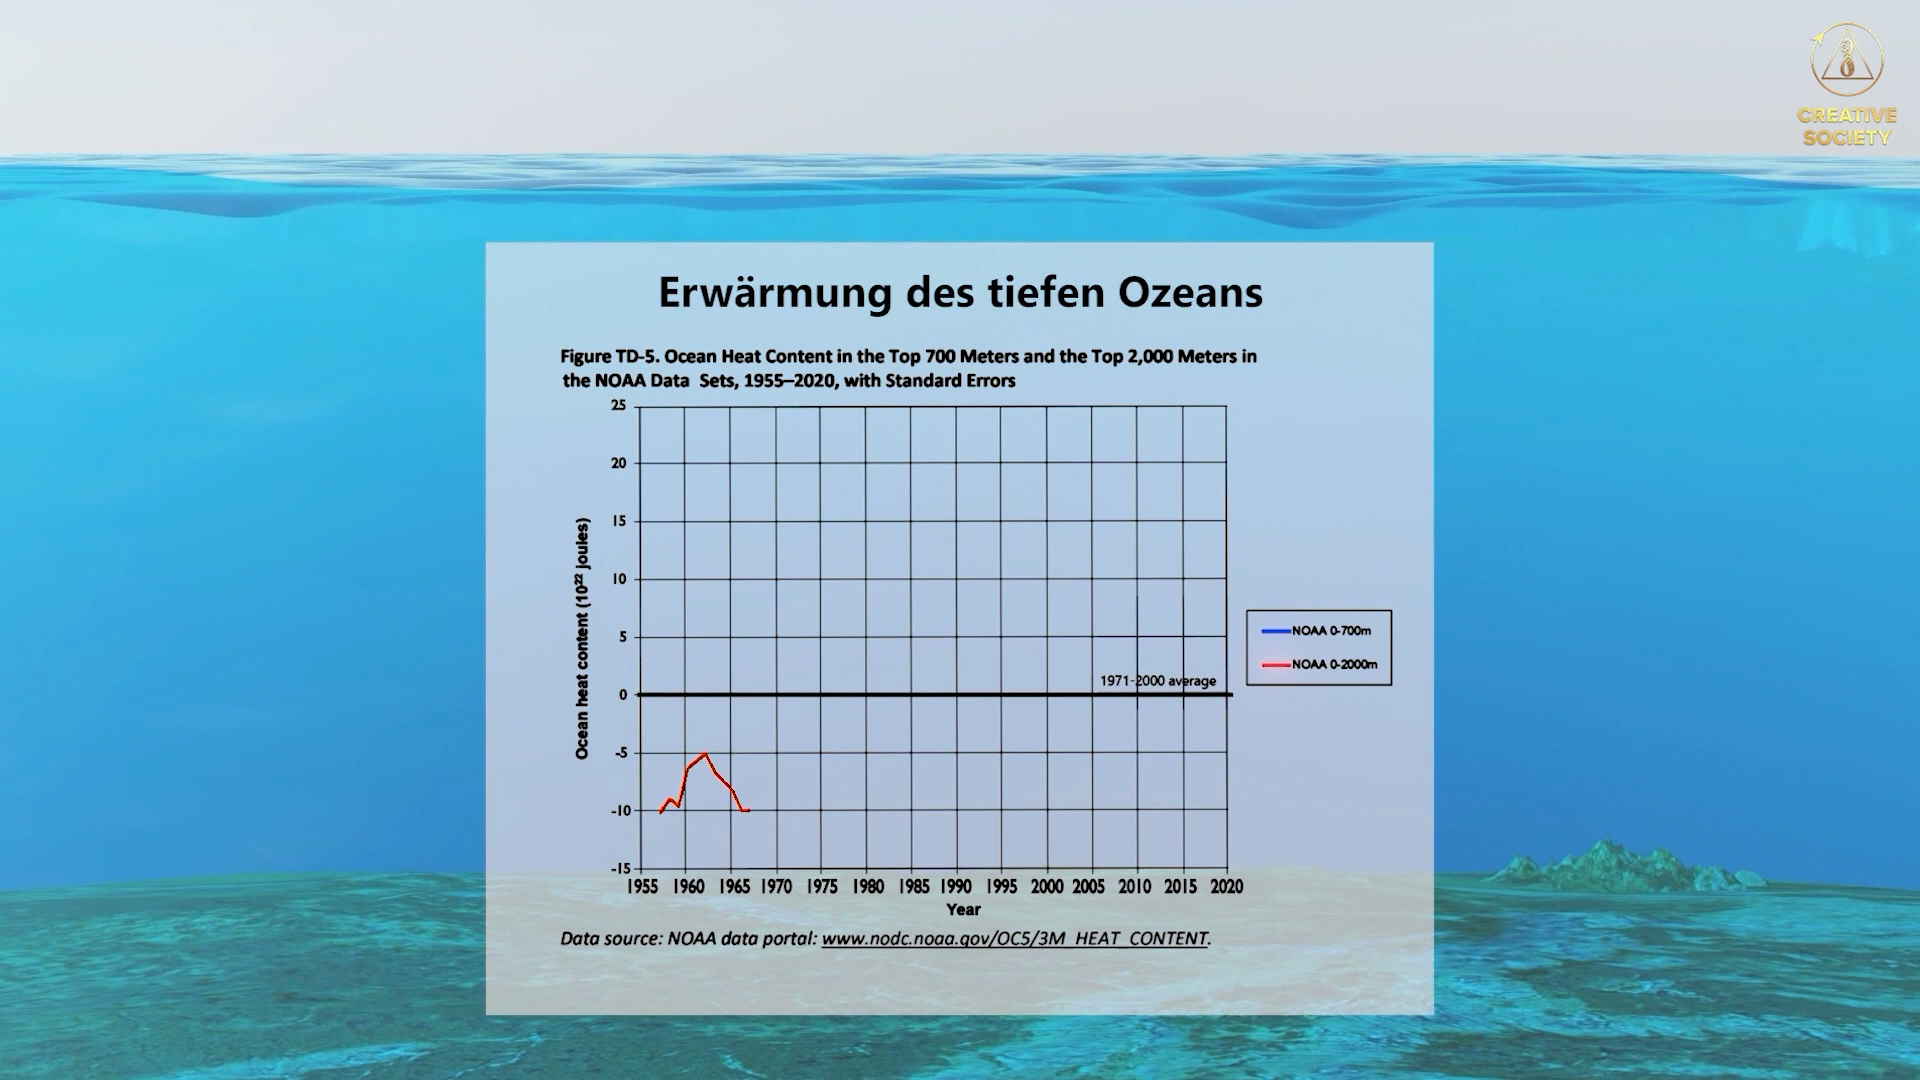 CREATIVE
SOCIETY
Erwärmung des tiefen Ozeans
Figure TD-5. Ocean Heat Content in the Top 700 Meters and the Top 2,000 Meters in
the NOAA Data Sets, 1955–2020, with Standard Errors
Ocean heat content (10²² joules)
25
20
15
10
5
0
-5
-10
-15
1971-2000 average
NOAA 0-700m
NOAA 0-2000m
1955 1960 1965 1970 1975 1980 1985 1990 1995 2000 2005 2010 2015 2020
Year
Data source: NOAA data portal: www.nodc.noaa.gov/OC5/3M_HEAT_CONTENT.